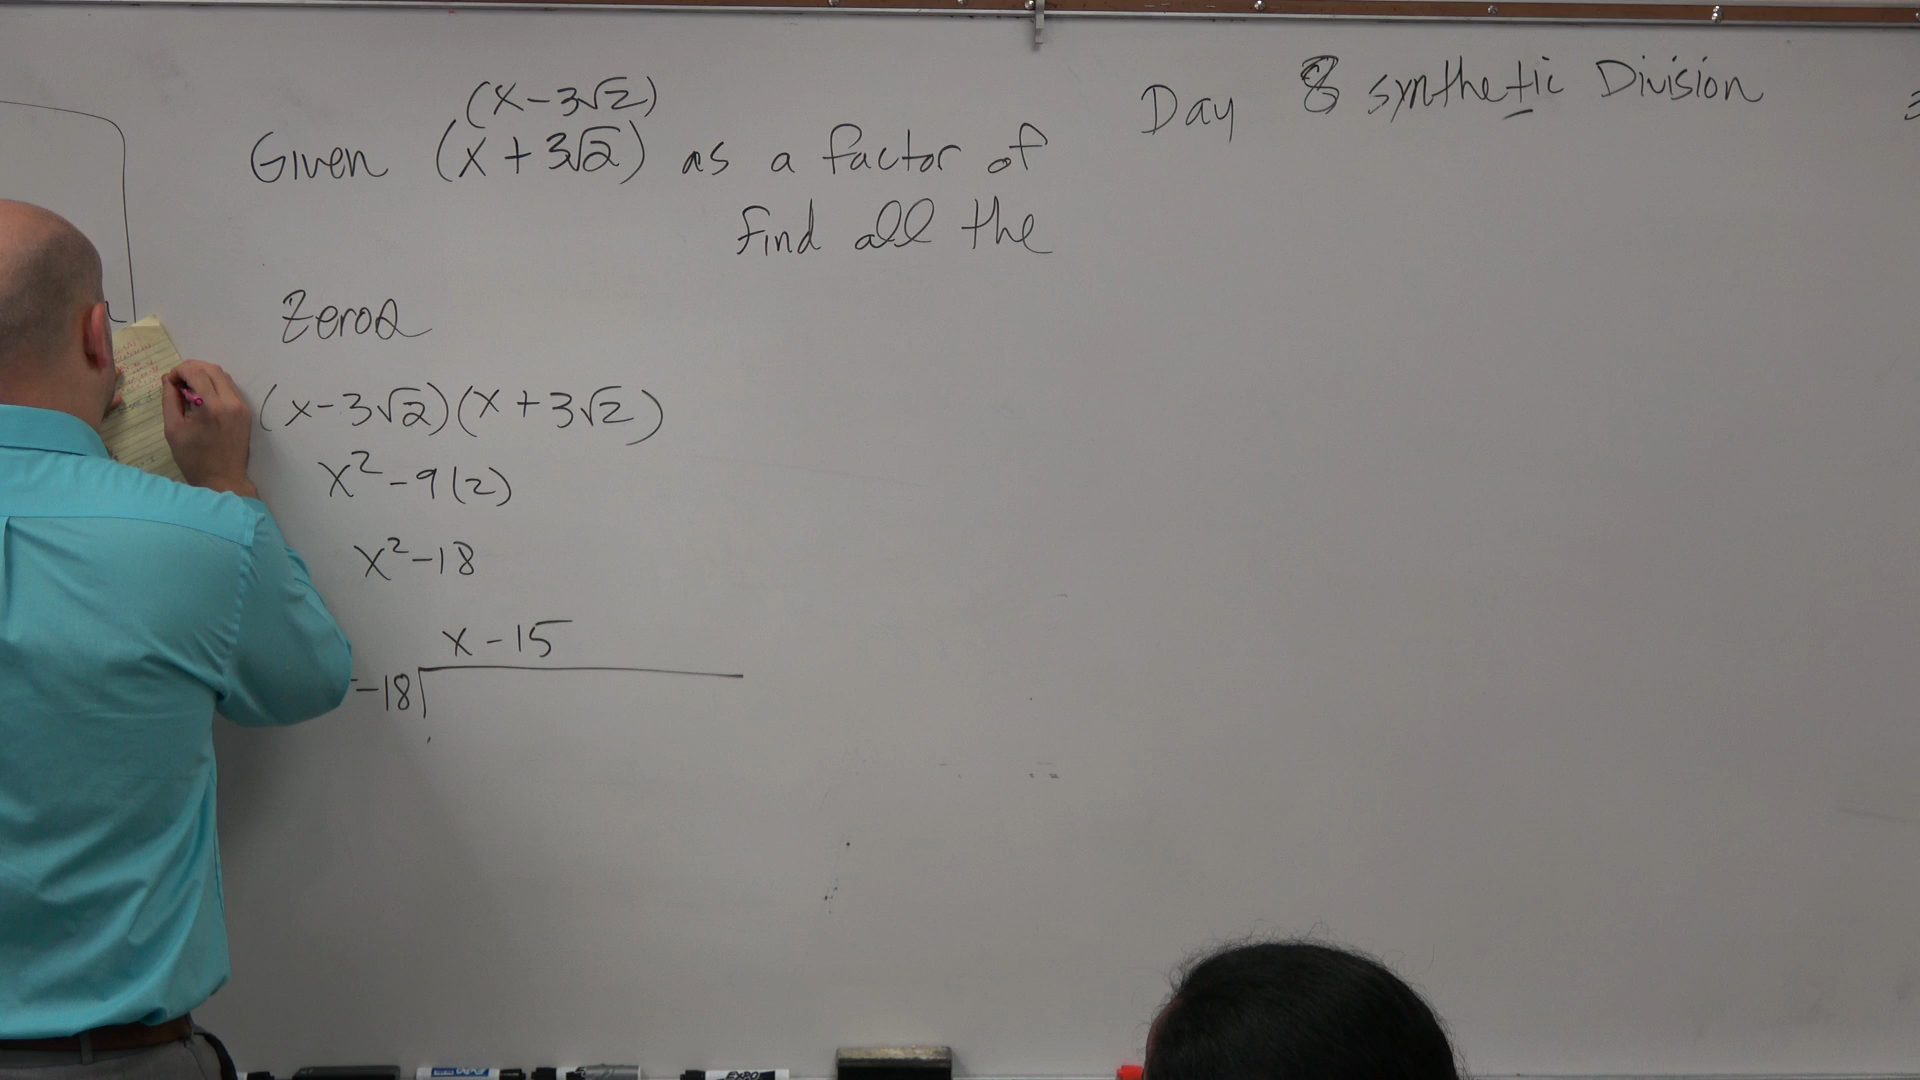 (x-3√2)
Given (x+3√2) as a factor of
find all the
zeros
(x-3√2)(x+3√2)
x²-9(2)
x²-18
x-15
-18
Day 8 synthetic Division
EXPO